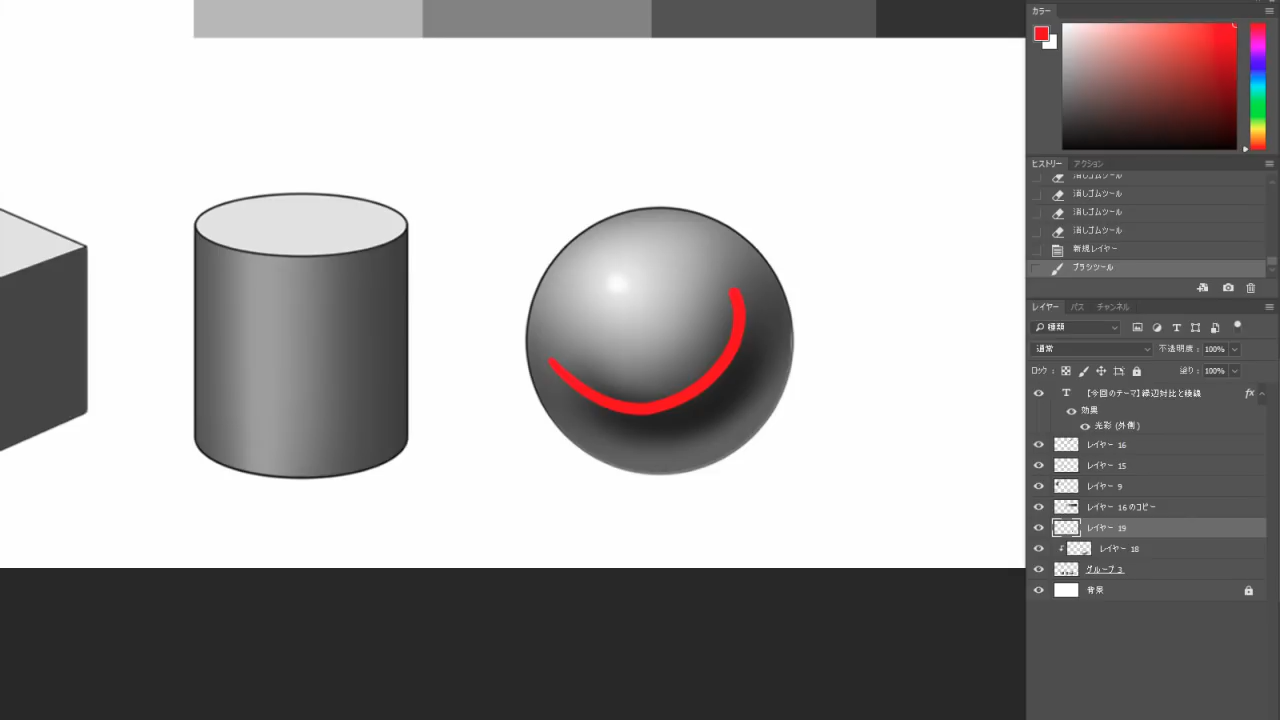 カラー
ヒストリー アクション
消しゴムツール
消しゴムツール
消しゴムツール
消しゴムツール
新規レイヤー
ブラシツール
レイヤー パス チャンネル
種類
通常 不透明度: 100%
ロック: 塗り: 100%
【今回のテーマ】縁辺対比と稜線 fx
効果
光彩 (外側)
レイヤー 16
レイヤー 15
レイヤー 9
レイヤー 16 のコピー
レイヤー 19
レイヤー 18
グループ 3
背景